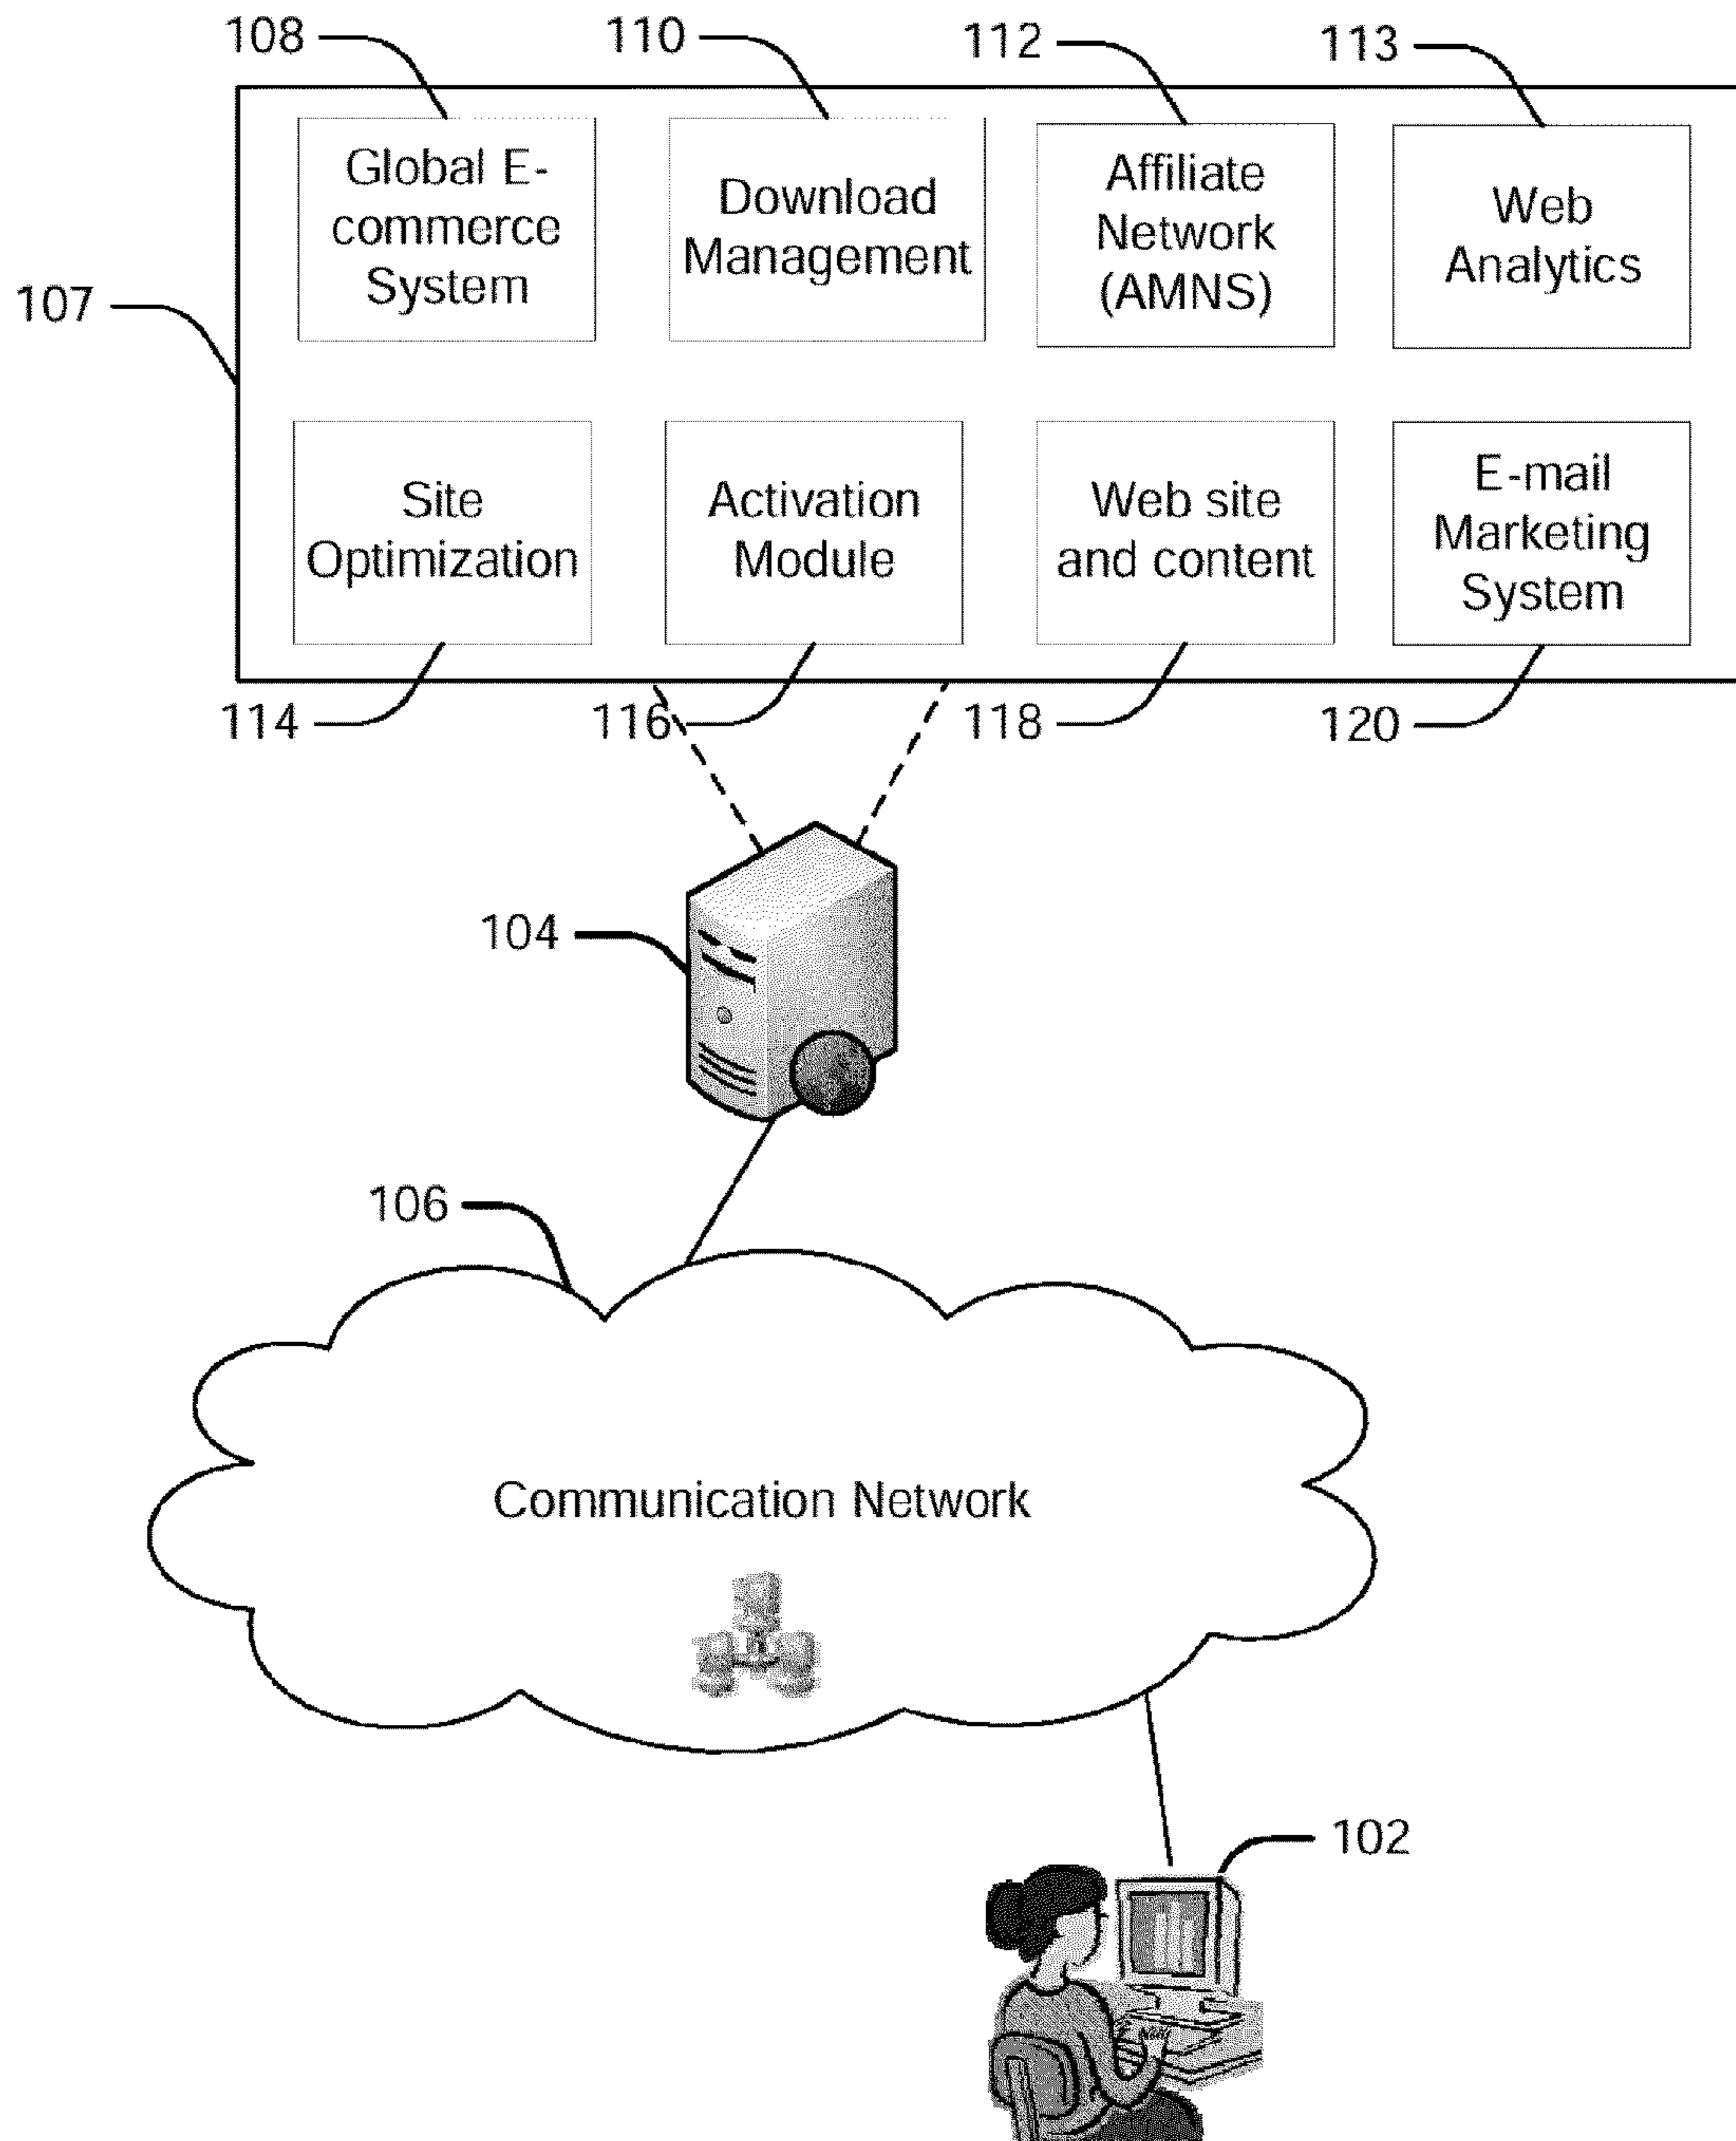 108
110
112
113
Global E-
commerce
System
Download
Management
Affiliate
Network
(AMNS)
Web
Analytics
107
Site
Optimization
Activation
Module
Web site
and content
E-mail
Marketing
System
114
116
118
120
104
106
Communication Network
102